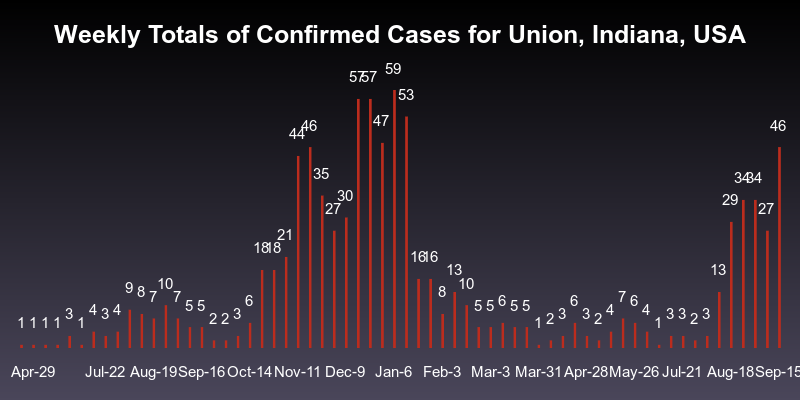 Weekly Totals of Confirmed Cases for Union, Indiana, USA
1 1 1 1 3 1 4 3 4 9 8 7 10 7 5 5 2 2 3 6 18 18 21 44 46 35 27 30 57 57 47 59 53 16 16 8 13 10 5 5 6 5 5 1 2 3 6 3 2 4 7 6 4 1 3 3 2 3 13 29 34 34 27 46
Apr-29 Jul-22 Aug-19 Sep-16 Oct-14 Nov-11 Dec-9 Jan-6 Feb-3 Mar-3 Mar-31 Apr-28 May-26 Jul-21 Aug-18 Sep-15